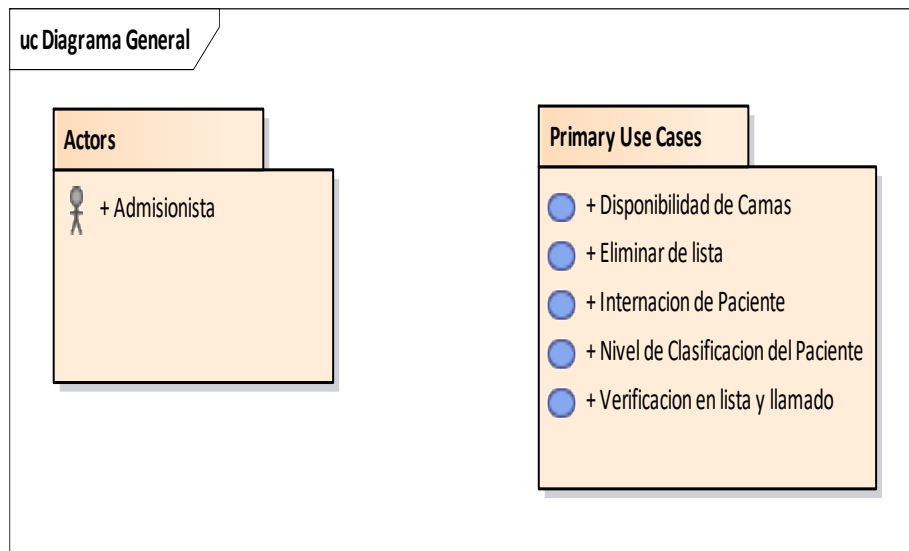 uc Diagrama General
Actors
+ Admisionista
Primary Use Cases
+ Disponibilidad de Camas
+ Eliminar de lista
+ Internacion de Paciente
+ Nivel de Clasificacion del Paciente
+ Verificacion en lista y llamado